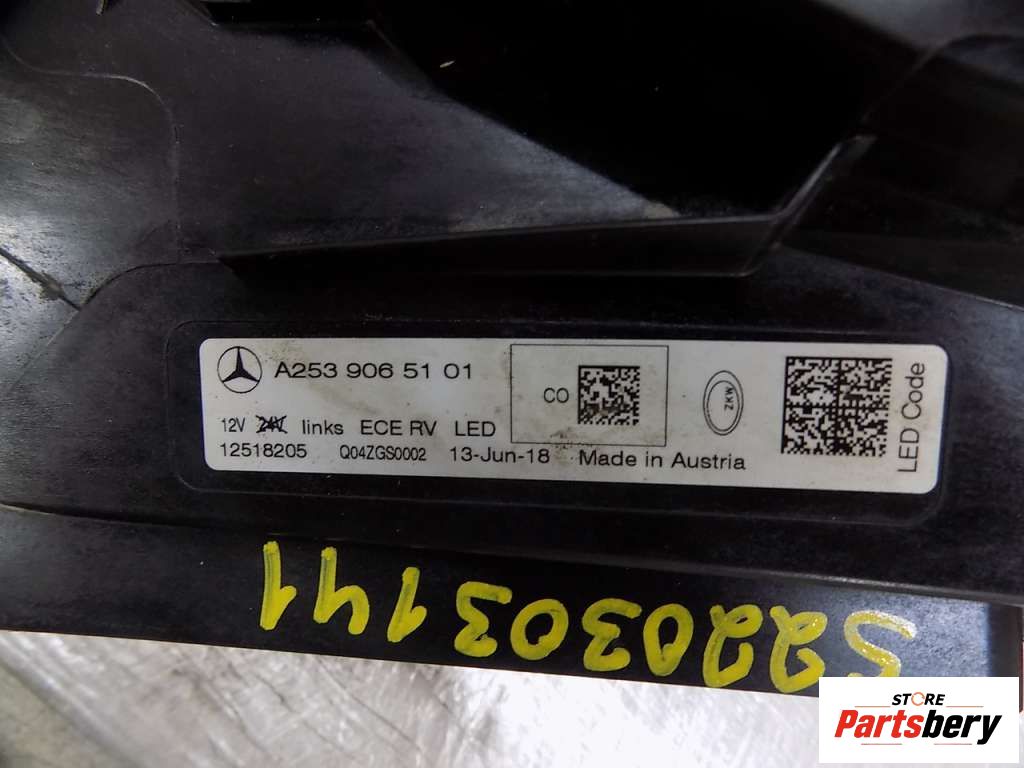 A253 906 51 01
CO
ZKW
LED Code
12V 24V links ECE RV LED
12518205 Q04ZGS0002 13-Jun-18 Made in Austria
S220303141
STORE
Partsbery